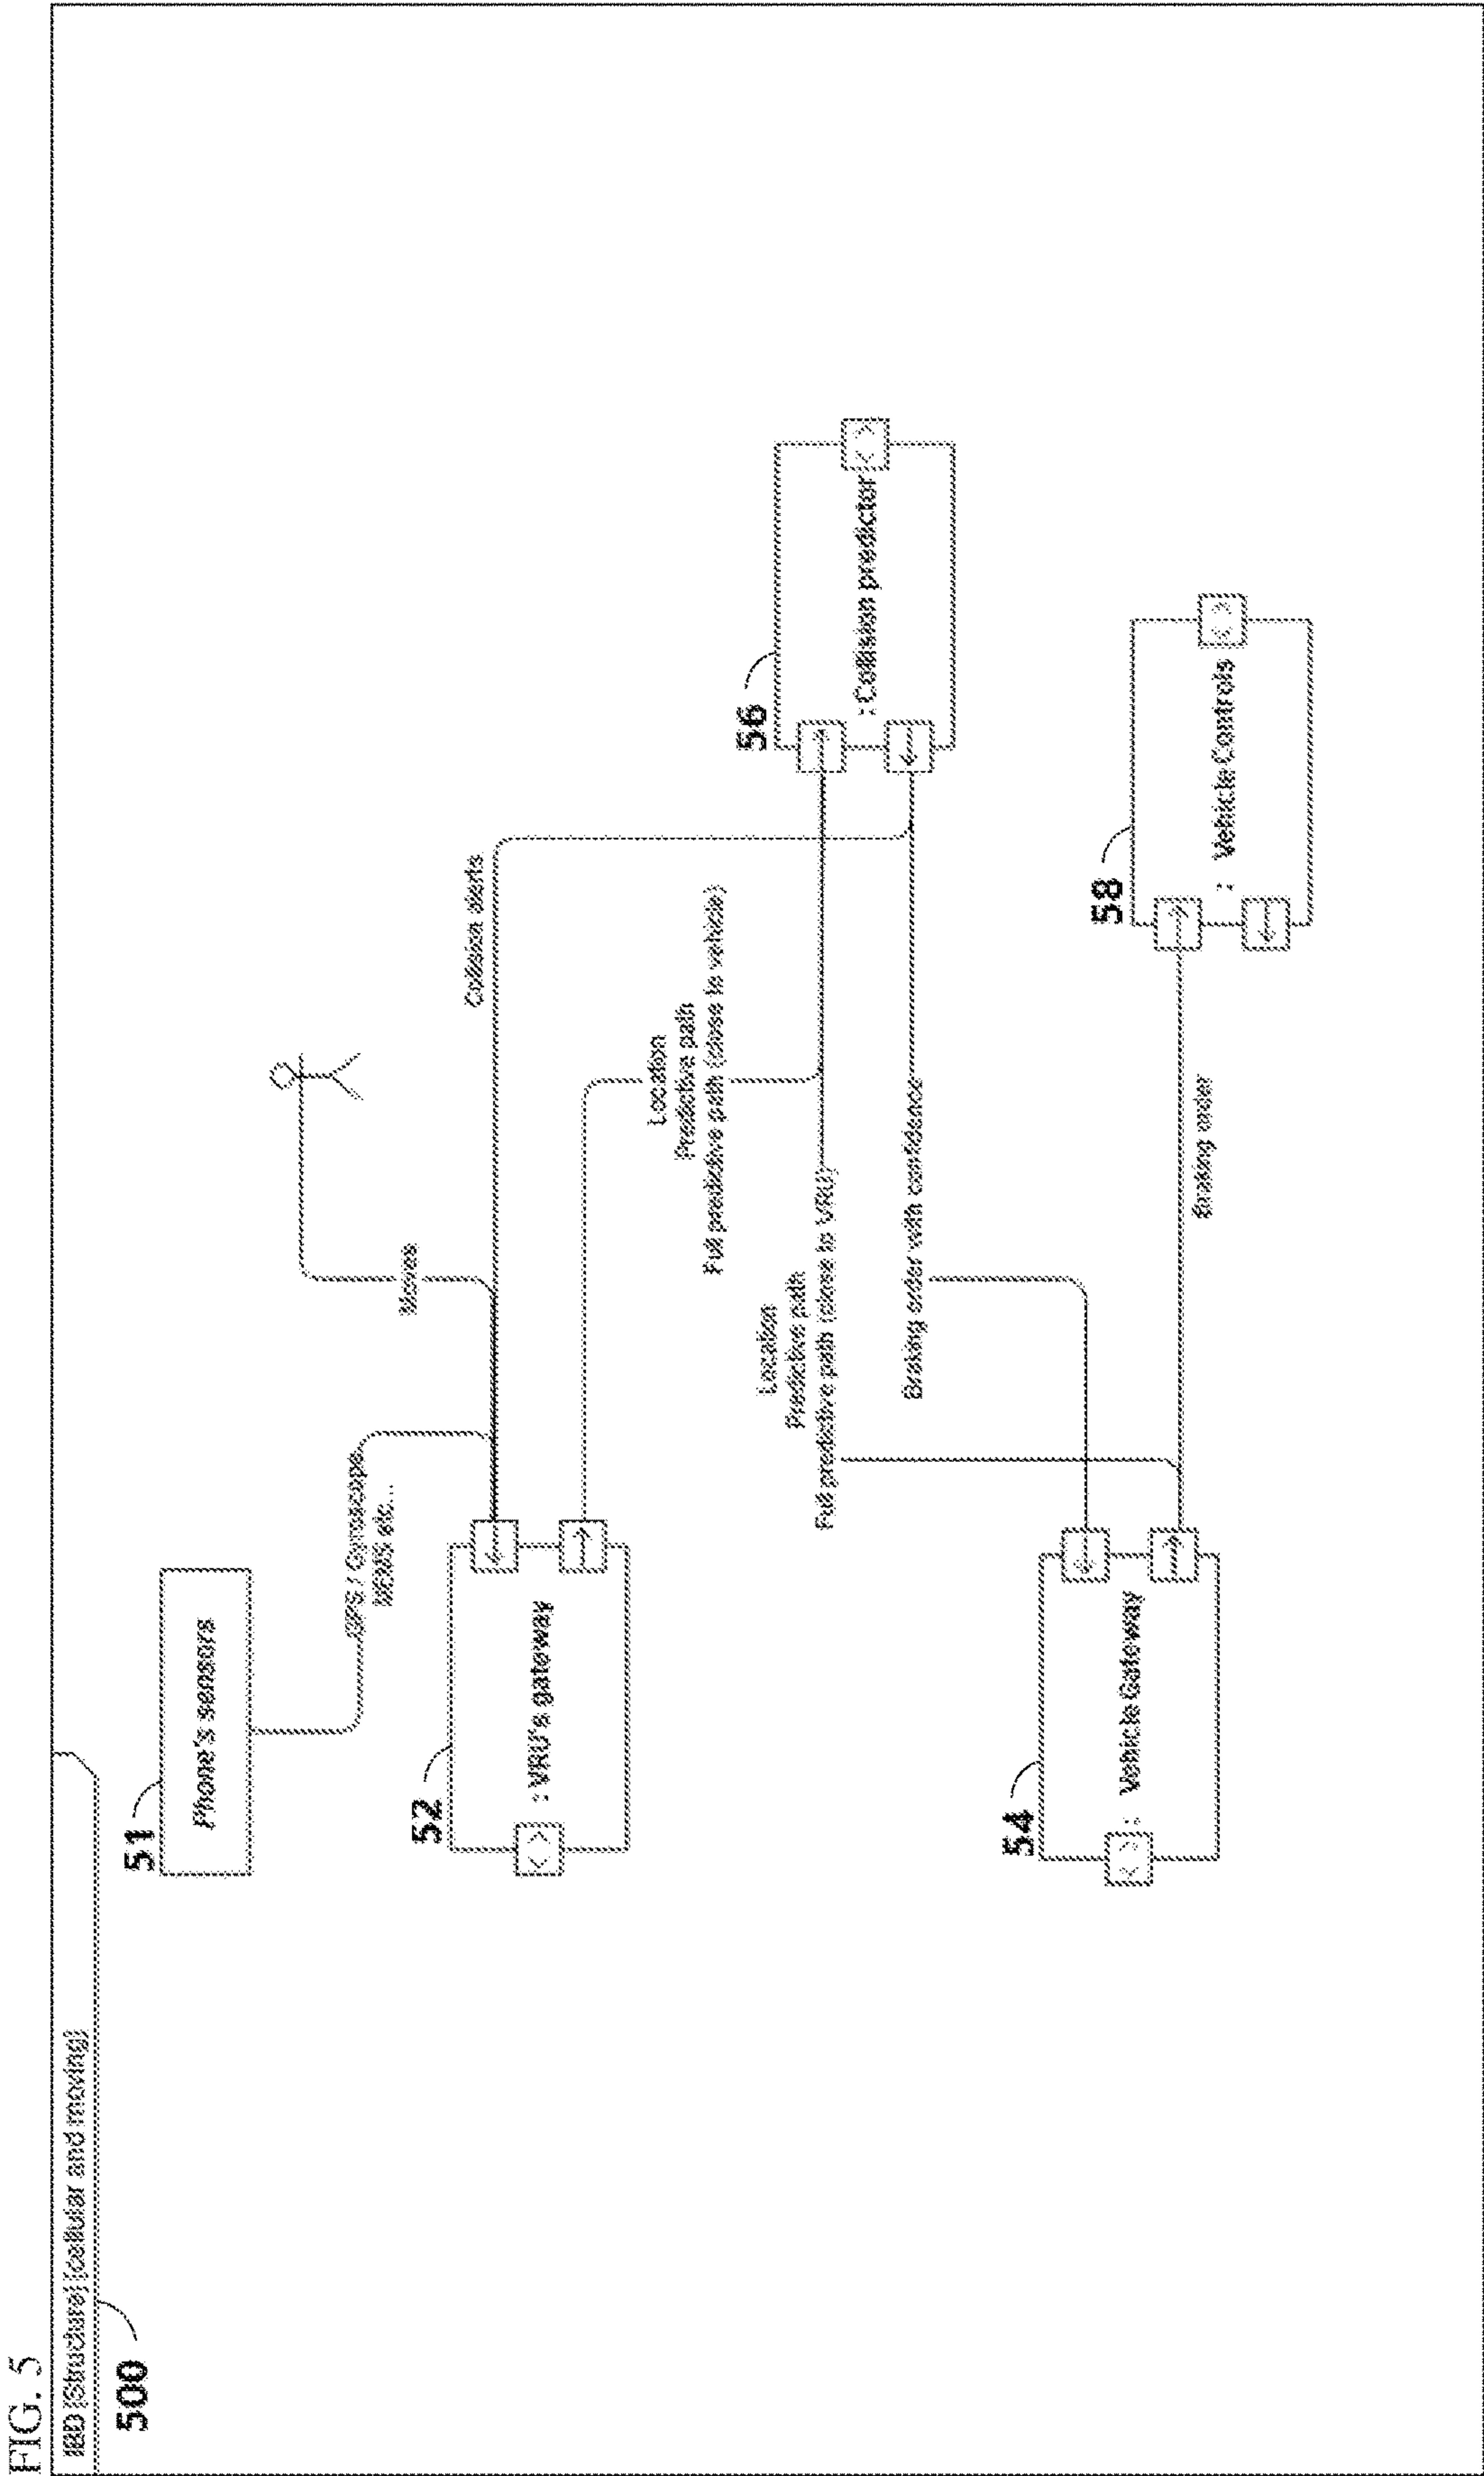 FIG. 5
IBD [Structure] [cellular and moving]
500
51
Phone's sensors
GPS / Gyroscope,
MEMS etc...
Moves
52
: VRU's gateway
Collision alerts
Location
Predictive path
Full predictive path (close to vehicle)
56
: Collision predictor
Location
Predictive path
Full predictive path (close to VRU)
Braking order with confidence
54
: Vehicle Gateway
Braking order
58
: Vehicle Controls